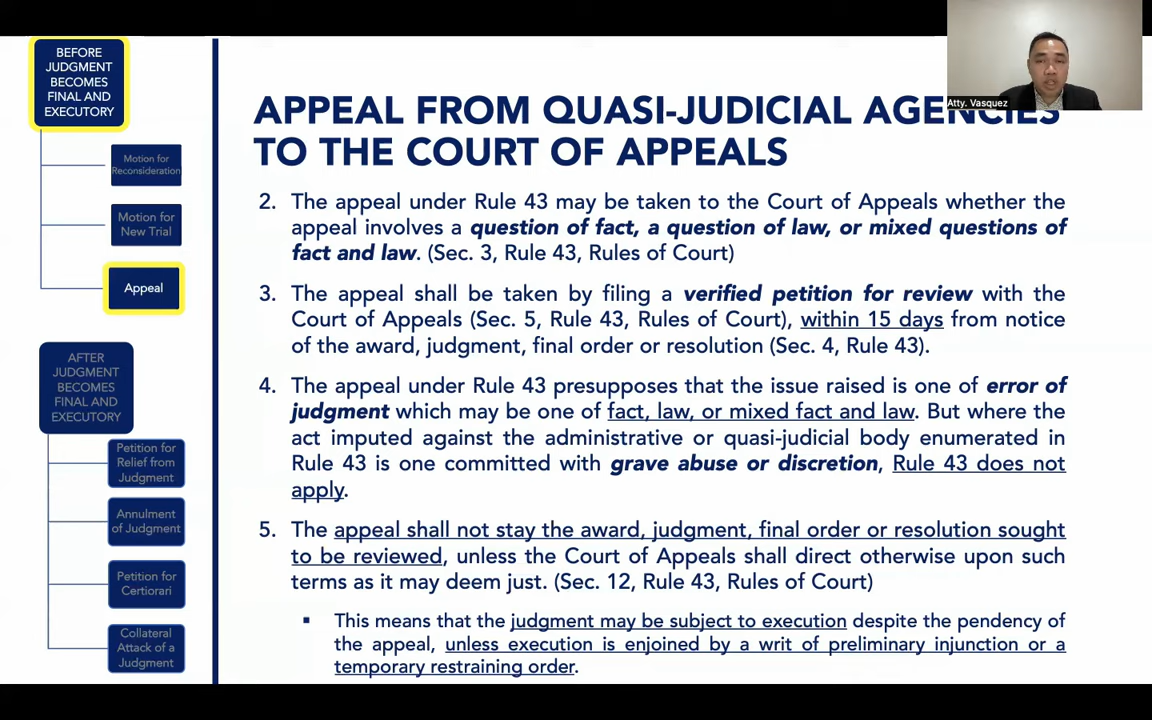 BEFORE
JUDGMENT
BECOMES
FINAL AND
EXECUTORY
Motion for
Reconsideration
Motion for
New Trial
Appeal
AFTER
JUDGMENT
BECOMES
FINAL AND
EXECUTORY
Petition for
Relief from
Judgment
Annulment
of Judgment
Petition for
Certiorari
Collateral
Attack of a
Judgment
Atty. Vasquez
APPEAL FROM QUASI-JUDICIAL AGENCIES
TO THE COURT OF APPEALS
2. The appeal under Rule 43 may be taken to the Court of Appeals whether the
appeal involves a question of fact, a question of law, or mixed questions of
fact and law. (Sec. 3, Rule 43, Rules of Court)
3. The appeal shall be taken by filing a verified petition for review with the
Court of Appeals (Sec. 5, Rule 43, Rules of Court), within 15 days from notice
of the award, judgment, final order or resolution (Sec. 4, Rule 43).
4. The appeal under Rule 43 presupposes that the issue raised is one of error of
judgment which may be one of fact, law, or mixed fact and law. But where the
act imputed against the administrative or quasi-judicial body enumerated in
Rule 43 is one committed with grave abuse or discretion, Rule 43 does not
apply.
5. The appeal shall not stay the award, judgment, final order or resolution sought
to be reviewed, unless the Court of Appeals shall direct otherwise upon such
terms as it may deem just. (Sec. 12, Rule 43, Rules of Court)
▪ This means that the judgment may be subject to execution despite the pendency of
the appeal, unless execution is enjoined by a writ of preliminary injunction or a
temporary restraining order.